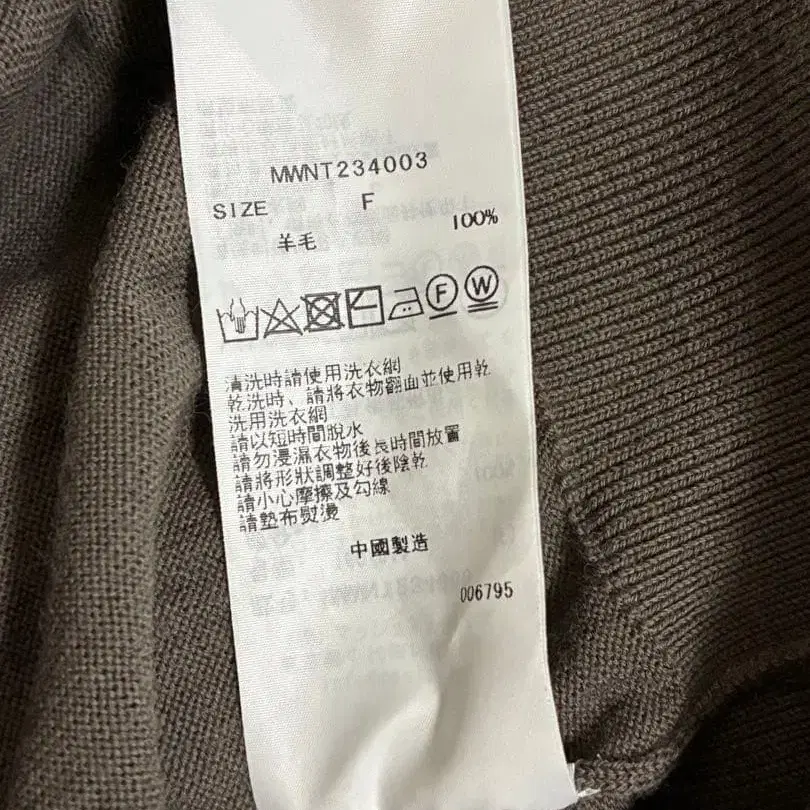 MWNT234003
SIZE F
羊毛 100%
F W
清洗時請使用洗衣網
乾洗時、請將衣物翻面並使用乾
洗用洗衣網
請以短時間脫水
請勿浸濕衣物後長時間放置
請將形狀調整好後陰乾
請小心摩擦及勾線
請墊布熨燙
中國製造
006795